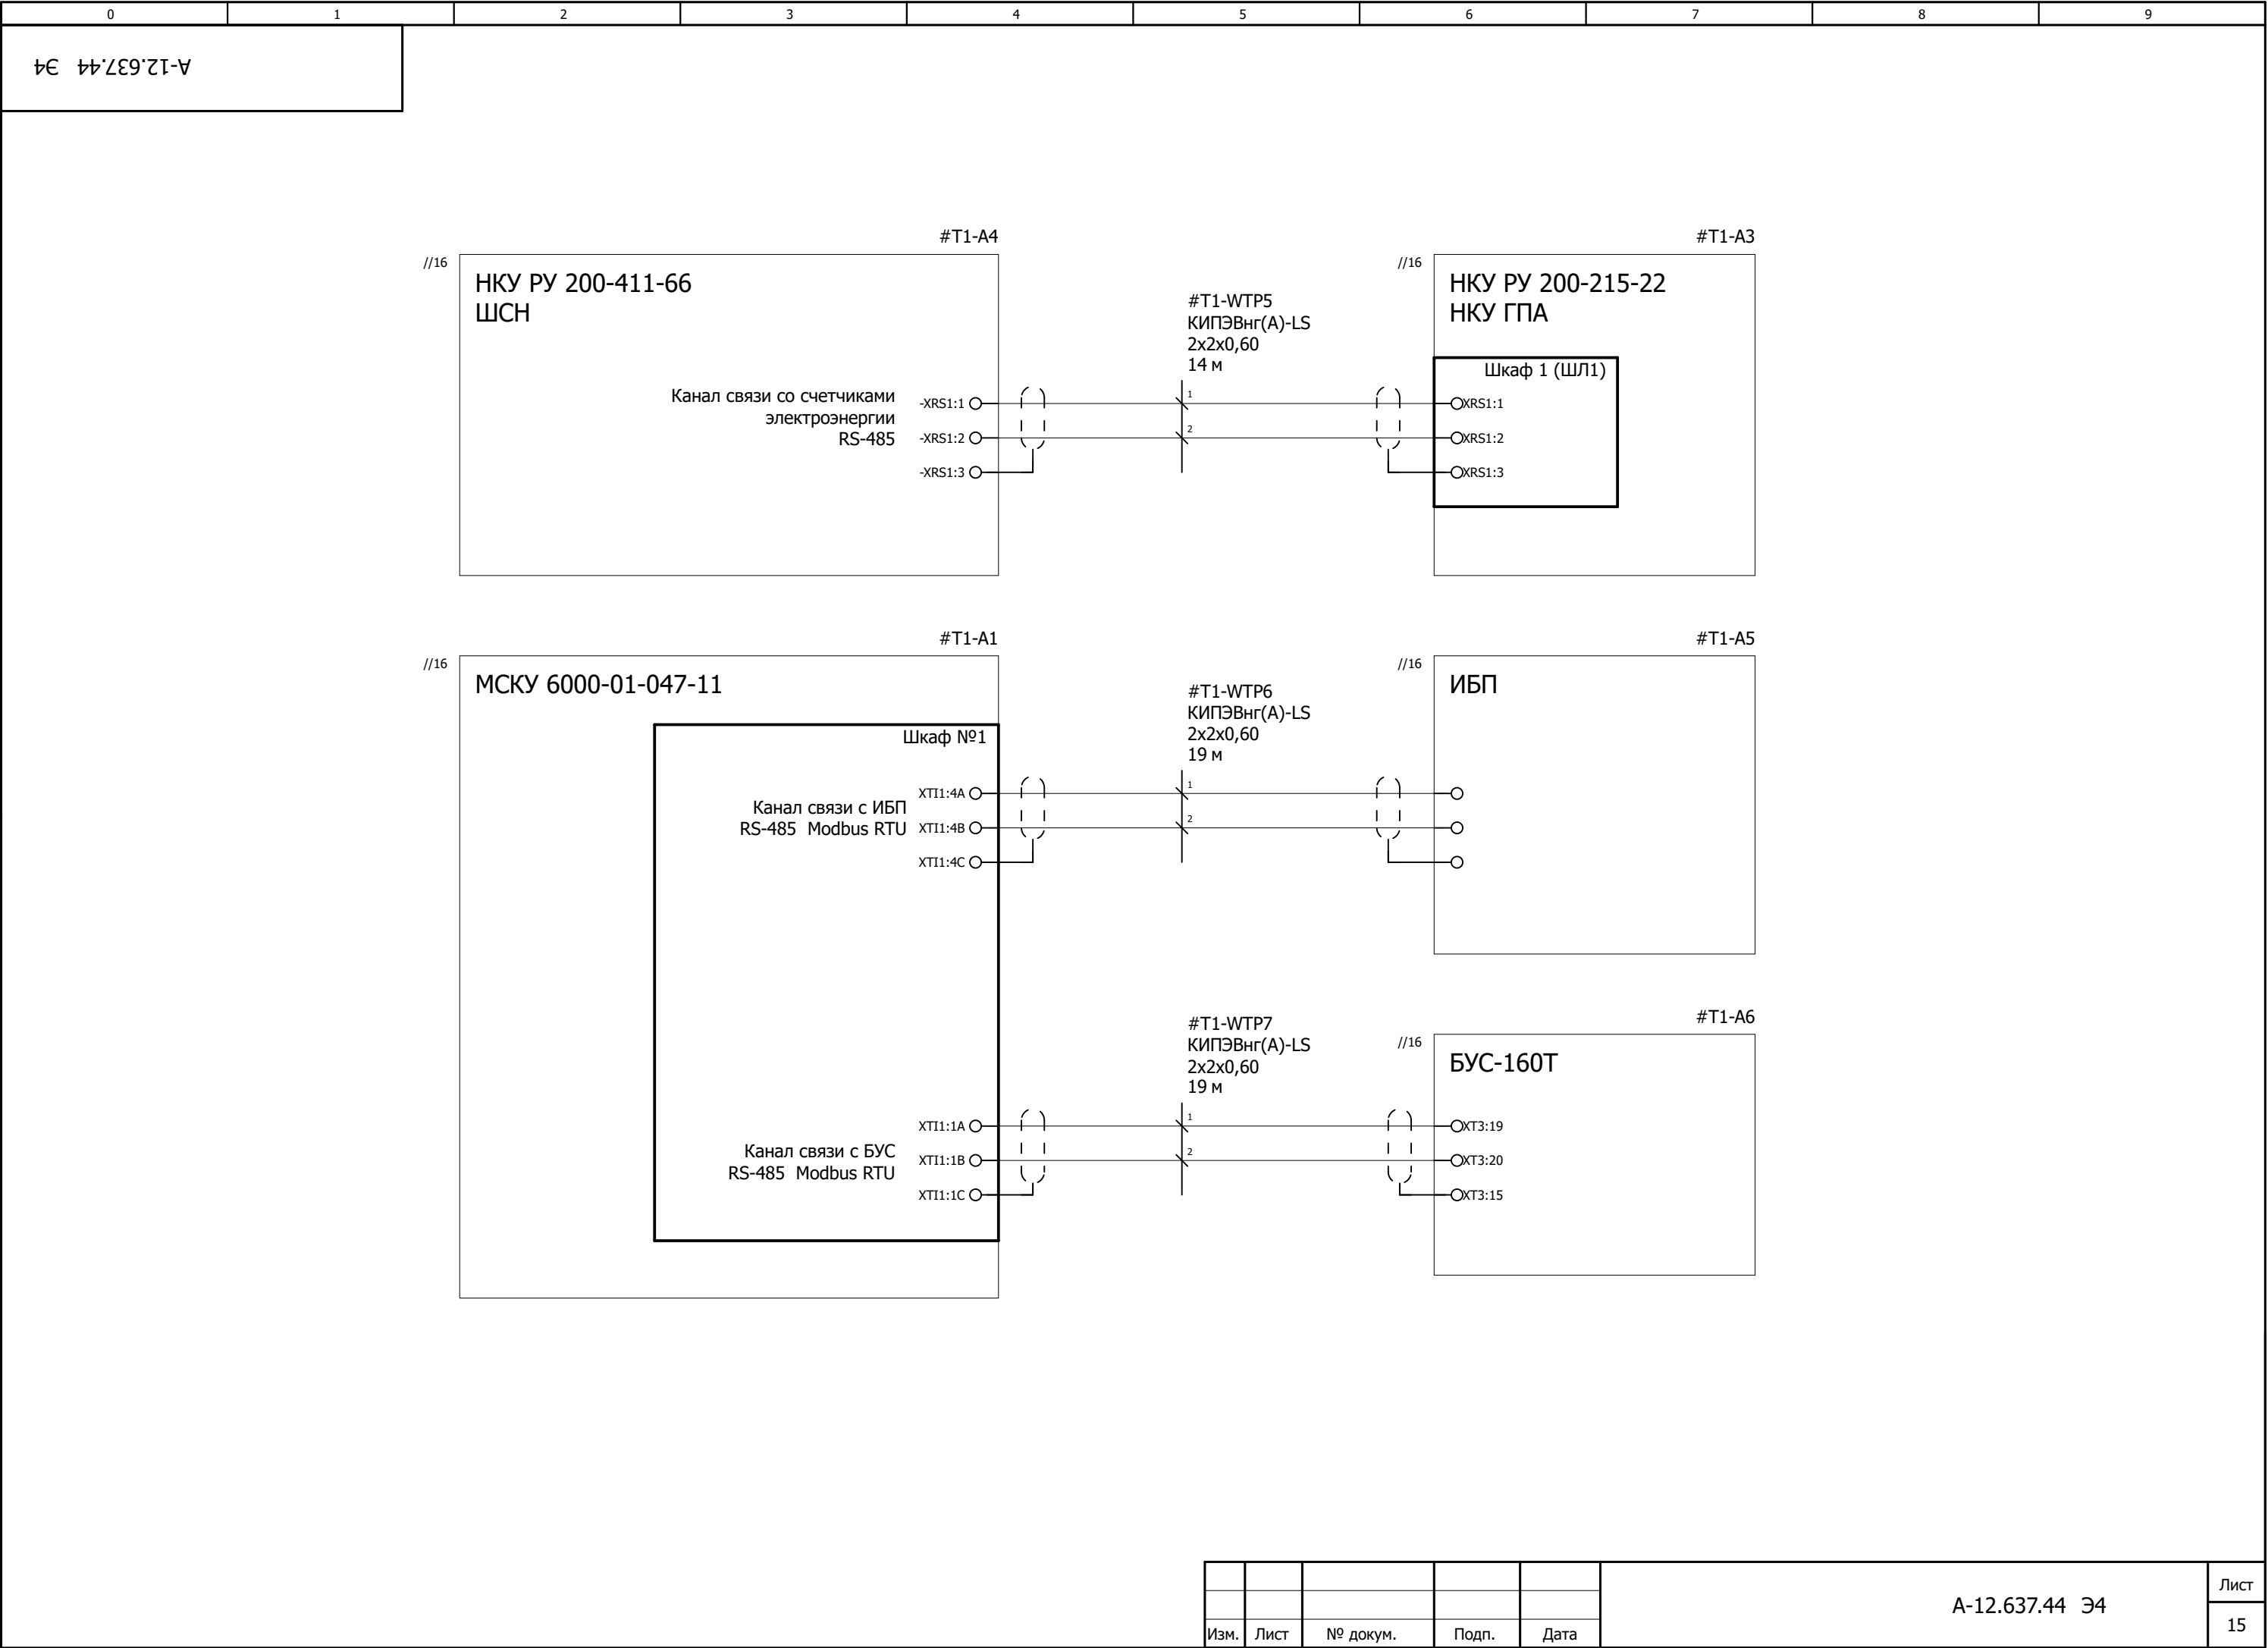 0 1 2 3 4 5 6 7 8 9
А-12.637.44 Э4
#T1-A4
//16
НКУ РУ 200-411-66
ШСН
Канал связи со счетчиками
электроэнергии
RS-485
-XRS1:1
-XRS1:2
-XRS1:3
#T1-WTP5
КИПЭВнг(А)-LS
2x2x0,60
14 м
1
2
#T1-A3
//16
НКУ РУ 200-215-22
НКУ ГПА
Шкаф 1 (ШЛ1)
XRS1:1
XRS1:2
XRS1:3
#T1-A1
//16
МСКУ 6000-01-047-11
Шкаф №1
Канал связи с ИБП
RS-485 Modbus RTU
XTI1:4A
XTI1:4B
XTI1:4C
#T1-WTP6
КИПЭВнг(А)-LS
2x2x0,60
19 м
1
2
#T1-A5
//16
ИБП
Канал связи с БУС
RS-485 Modbus RTU
XTI1:1A
XTI1:1B
XTI1:1C
#T1-WTP7
КИПЭВнг(А)-LS
2x2x0,60
19 м
1
2
#T1-A6
//16
БУС-160Т
XT3:19
XT3:20
XT3:15
Изм. Лист № докум. Подп. Дата
А-12.637.44 Э4
Лист
15